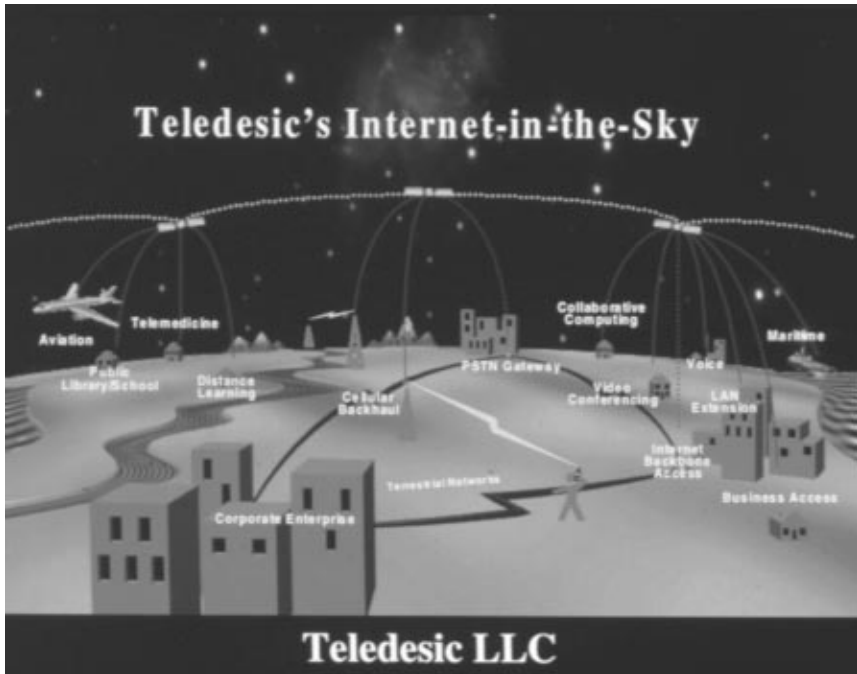 Teledesic's Internet-in-the-Sky
Aviation
Telemedicine
Public
Library/School
Distance
Learning
Cellular
Backhaul
PSTN Gateway
Collaborative
Computing
Maritime
Voice
Video
Conferencing
LAN
Extension
Internet
Backbone
Access
Business Access
Terrestrial Networks
Corporate Enterprise
Teledesic LLC